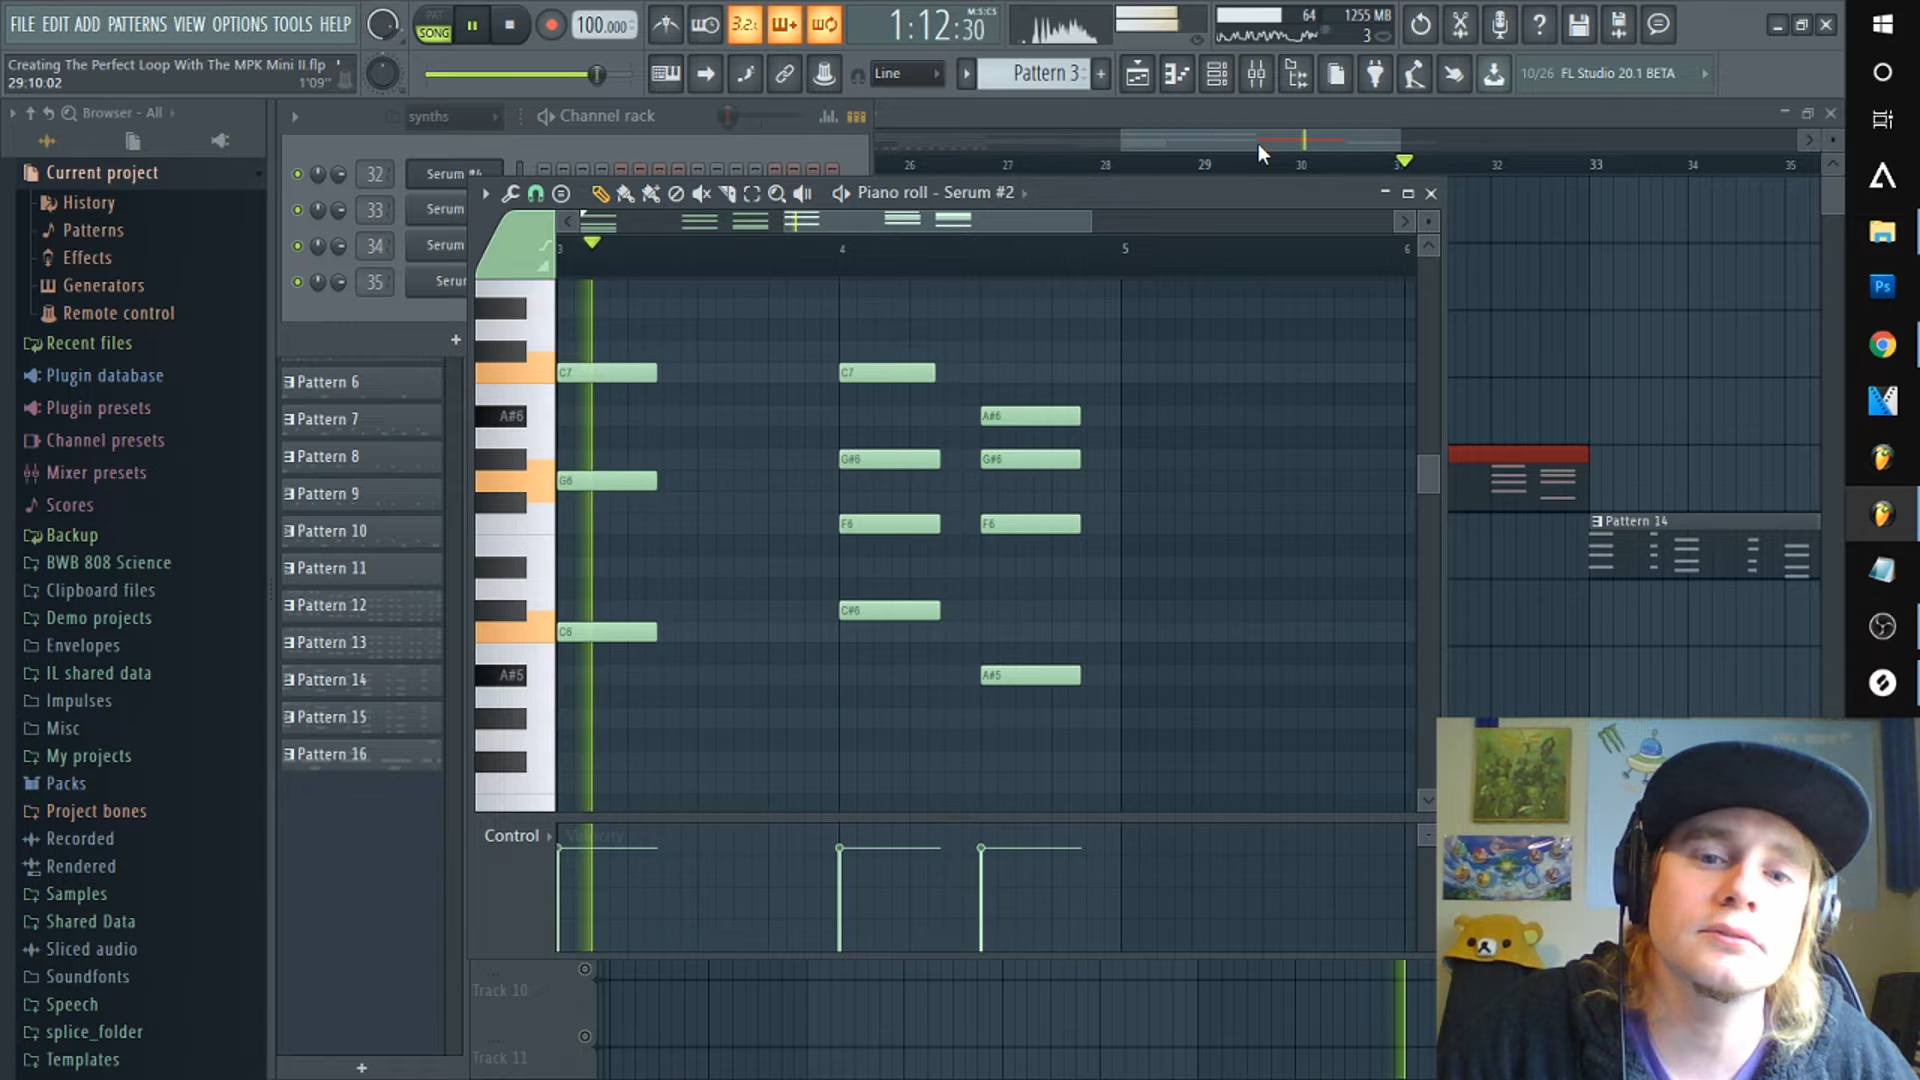 FILE EDIT ADD PATTERNS VIEW OPTIONS TOOLS HELP
PAT
SONG
100.000
3.2.
1:12:30
M:S:CS
64
1255 MB
3
Creating The Perfect Loop With The MPK Mini II.flp
29:10:02
1'09"
Line
Pattern 3
10/26 FL Studio 20.1 BETA
Browser - All
synths
Channel rack
Current project
History
Patterns
Effects
Generators
Remote control
Recent files
Plugin database
Plugin presets
Channel presets
Mixer presets
Scores
Backup
BWB 808 Science
Clipboard files
Demo projects
Envelopes
IL shared data
Impulses
Misc
My projects
Packs
Project bones
Recorded
Rendered
Samples
Shared Data
Sliced audio
Soundfonts
Speech
splice_folder
Templates
32
33 Serum
34 Serum
35 Seru
Pattern 6
Pattern 7
Pattern 8
Pattern 9
Pattern 10
Pattern 11
Pattern 12
Pattern 13
Pattern 14
Pattern 15
Pattern 16
26 27 28 29 30 32 33 34 35
Piano roll - Serum #2
3 4 5 6
C7 C7
A#6 A#6
G#6 G#6
G6
F6 F6
C#6
C6
A#5 A#5
Control
Velocity
Track 10
Track 11
Pattern 14
Ps